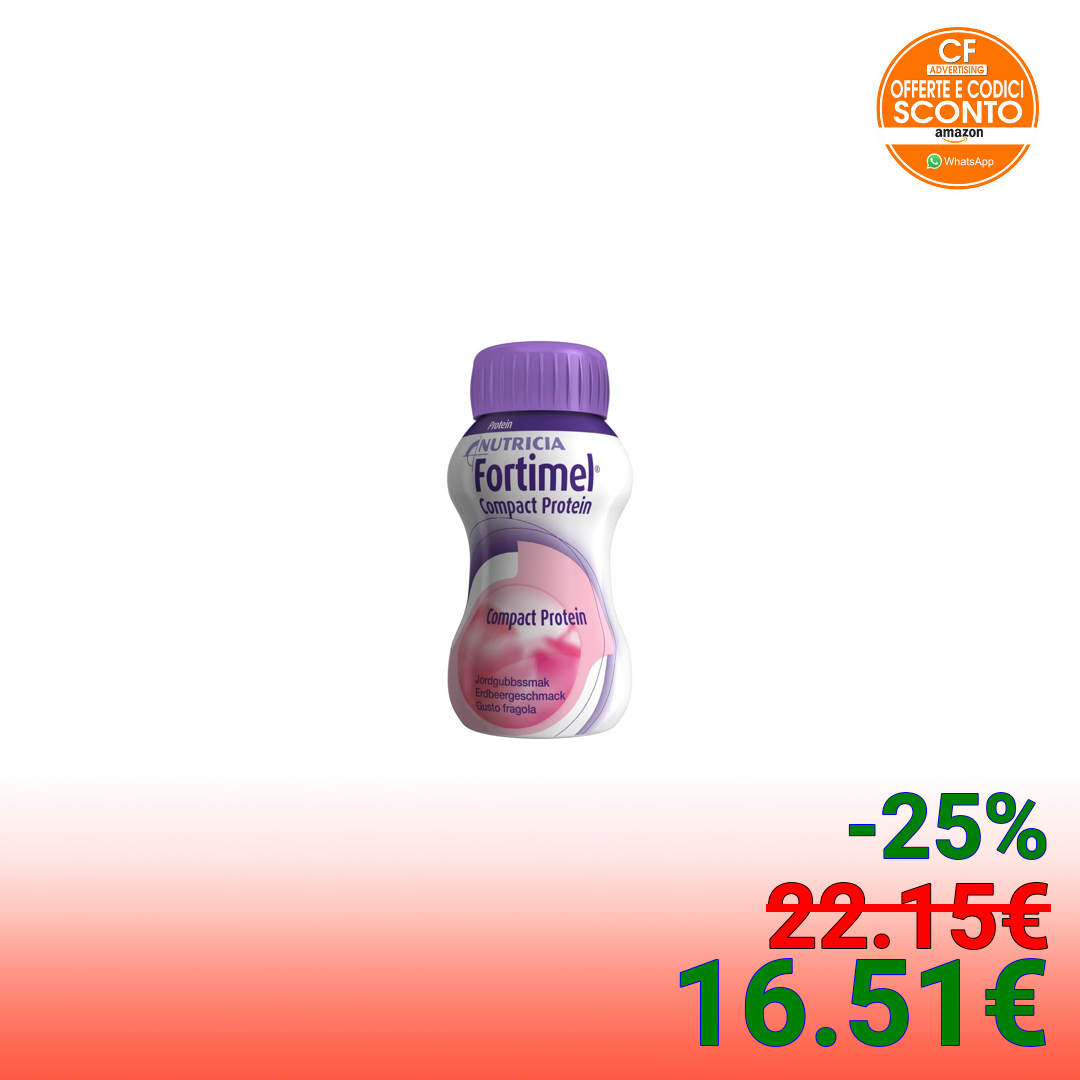 CF
ADVERTISING
OFFERTE E CODICI
SCONTO
amazon
WhatsApp
Protein
NUTRICIA
Fortimel®
Compact Protein
Compact Protein
Jordgubbssmak
Erdbeergeschmack
Gusto fragola
-25%
22.15€
16.51€